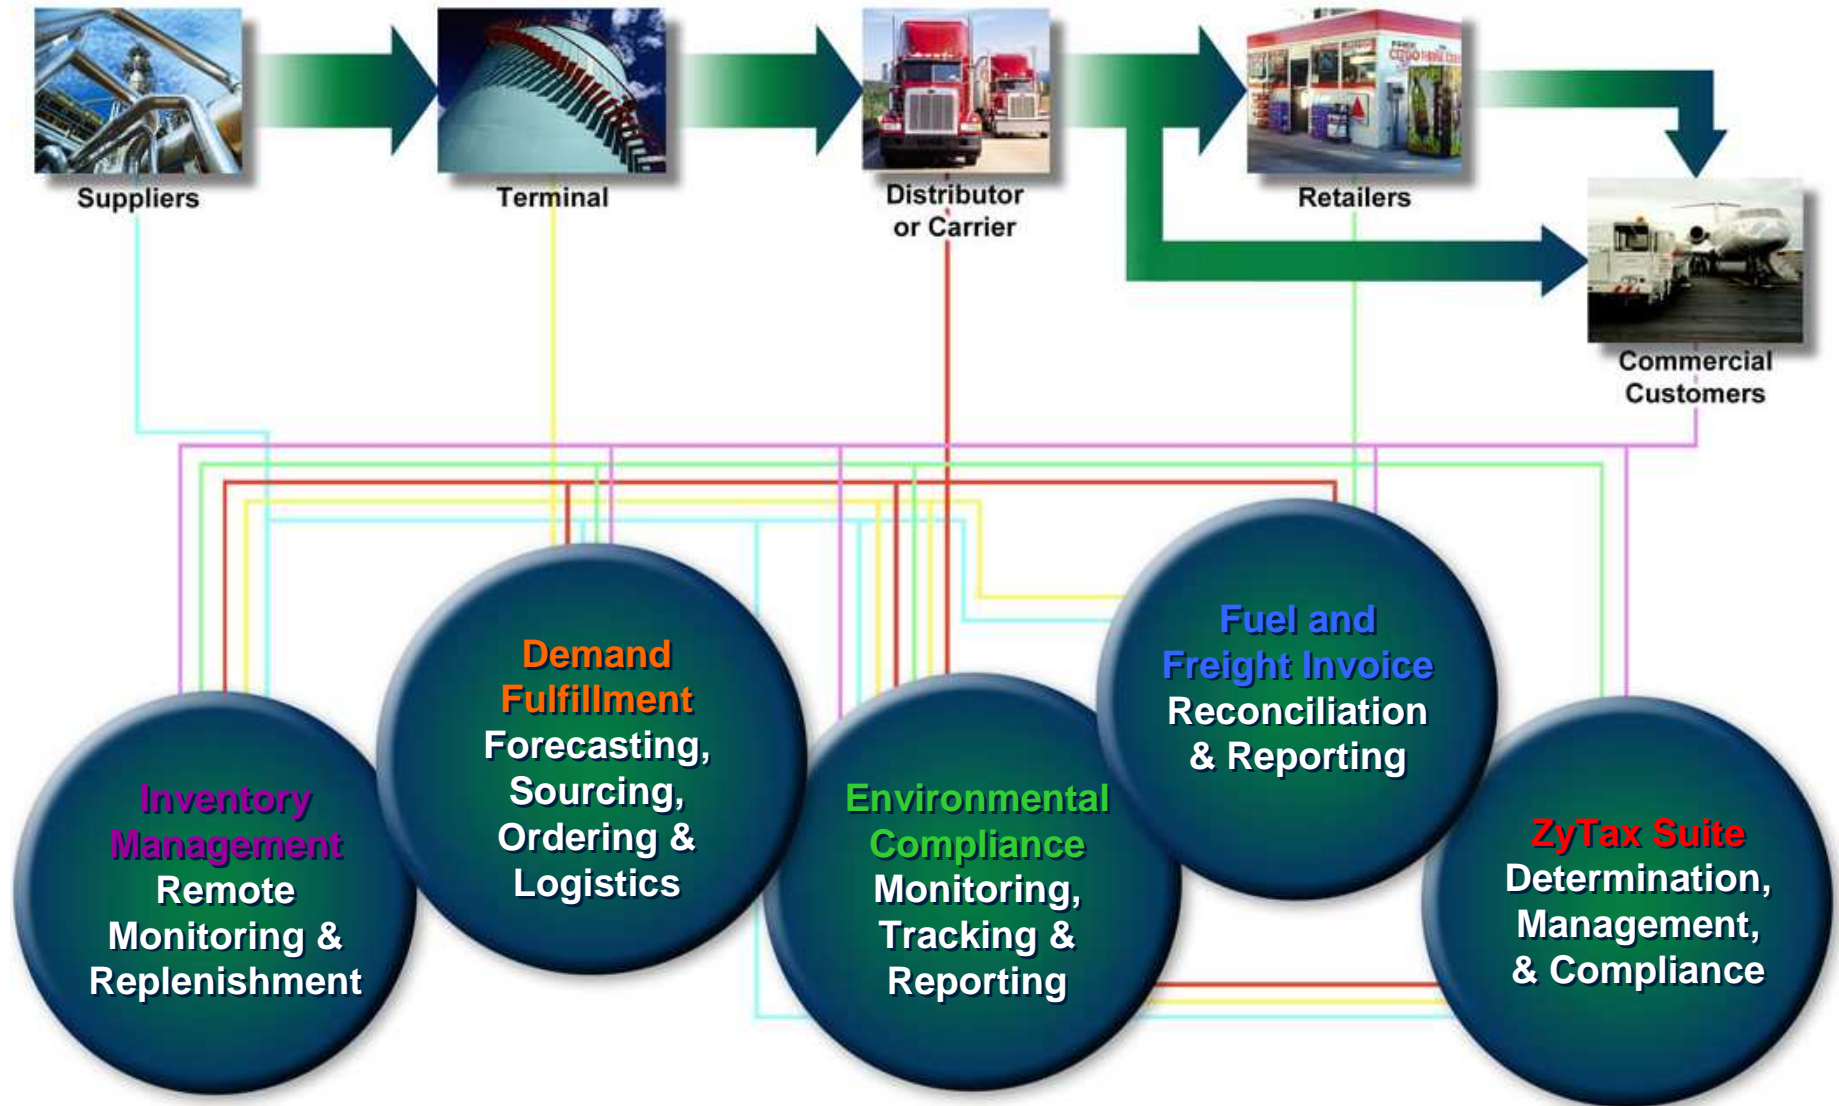 Suppliers
Terminal
Distributor
or Carrier
Retailers
Commercial
Customers
Inventory
Management
Remote
Monitoring &
Replenishment
Demand
Fulfillment
Forecasting,
Sourcing,
Ordering &
Logistics
Environmental
Compliance
Monitoring,
Tracking &
Reporting
Fuel and
Freight Invoice
Reconciliation
& Reporting
ZyTax Suite
Determination,
Management,
& Compliance